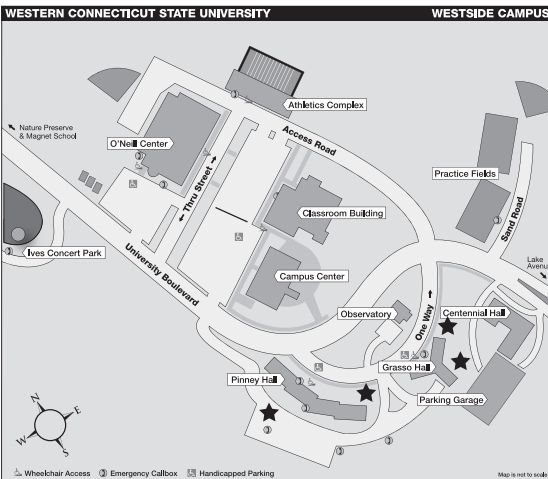 WESTERN CONNECTICUT STATE UNIVERSITY
WESTSIDE CAMPUS
Athletics Complex
Nature Preserve
& Magnet School
O'Neill Center
Access Road
Practice Fields
Thru Street
Classroom Building
Sand Road
Ives Concert Park
University Boulevard
Campus Center
Lake
Avenu
Observatory
One Way
Centennial Hall
Pinney Hall
Grasso Hall
Parking Garage
N
E
W
S
Wheelchair Access
Emergency Callbox
Handicapped Parking
Map is not to scale